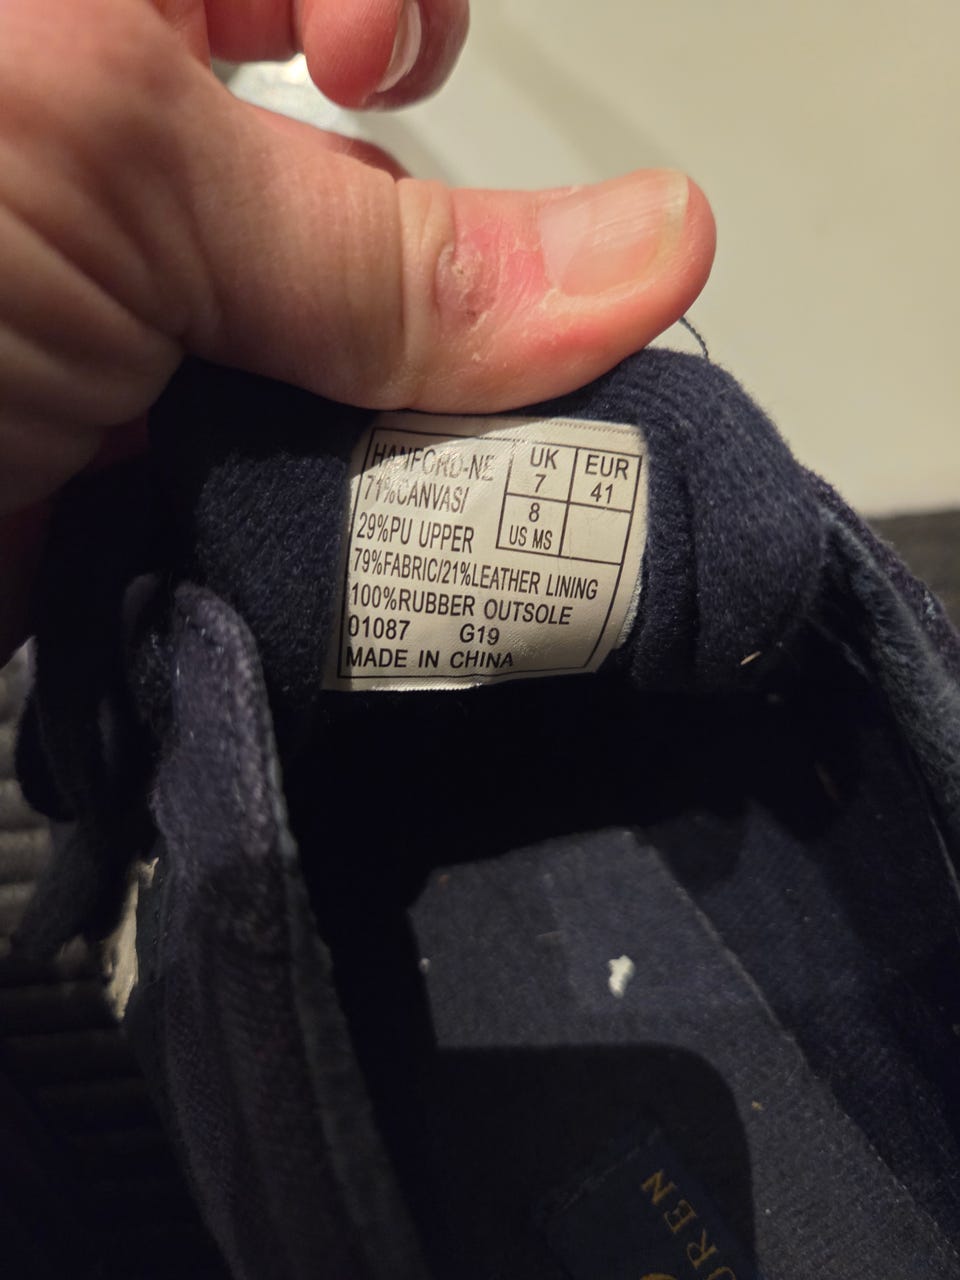 HANFORD-NE
71%CANVAS/
29%PU UPPER
79%FABRIC/21%LEATHER LINING
100%RUBBER OUTSOLE
01087 G19
MADE IN CHINA
UK EUR
7 41
8
US MS
UREN